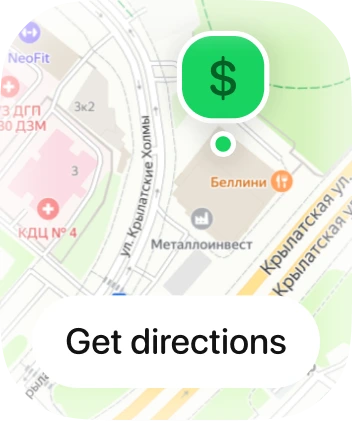 $
NeoFit
УЗ ДГП
30 ДЗМ
3к2
3
КДЦ № 4
ул. Крылатские Холмы
Беллини
Металлоинвест
Крылатская ул.
Крылатская ул.
Get directions